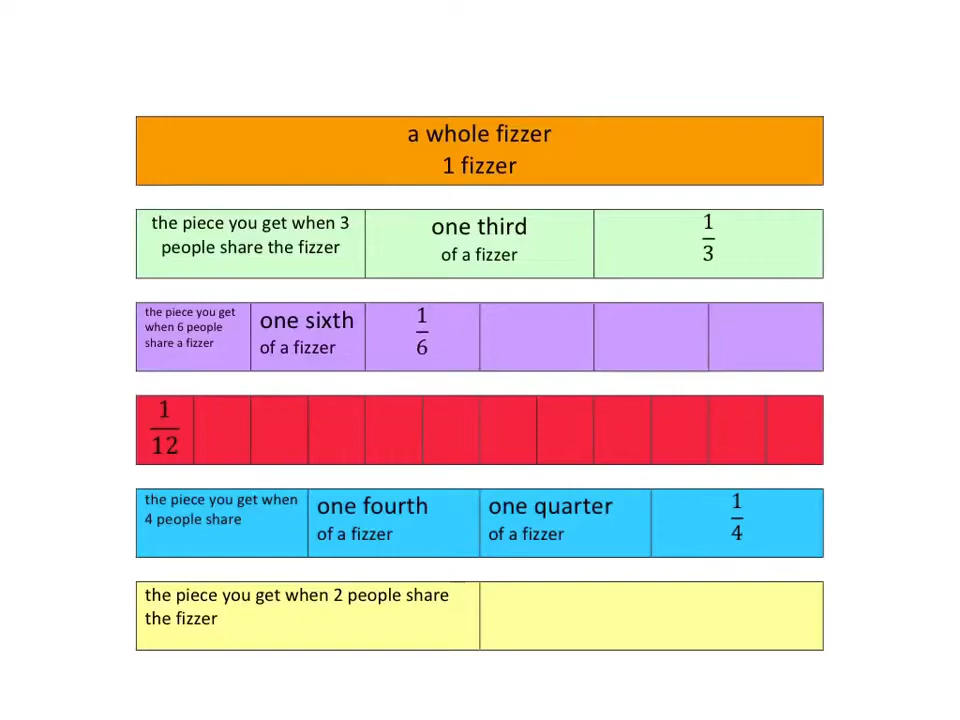 a whole fizzer
1 fizzer
the piece you get when 3
people share the fizzer
one third
of a fizzer
1
3
the piece you get
when 6 people
share a fizzer
one sixth
of a fizzer
1
6
1
12
the piece you get when
4 people share
one fourth
of a fizzer
one quarter
of a fizzer
1
4
the piece you get when 2 people share
the fizzer